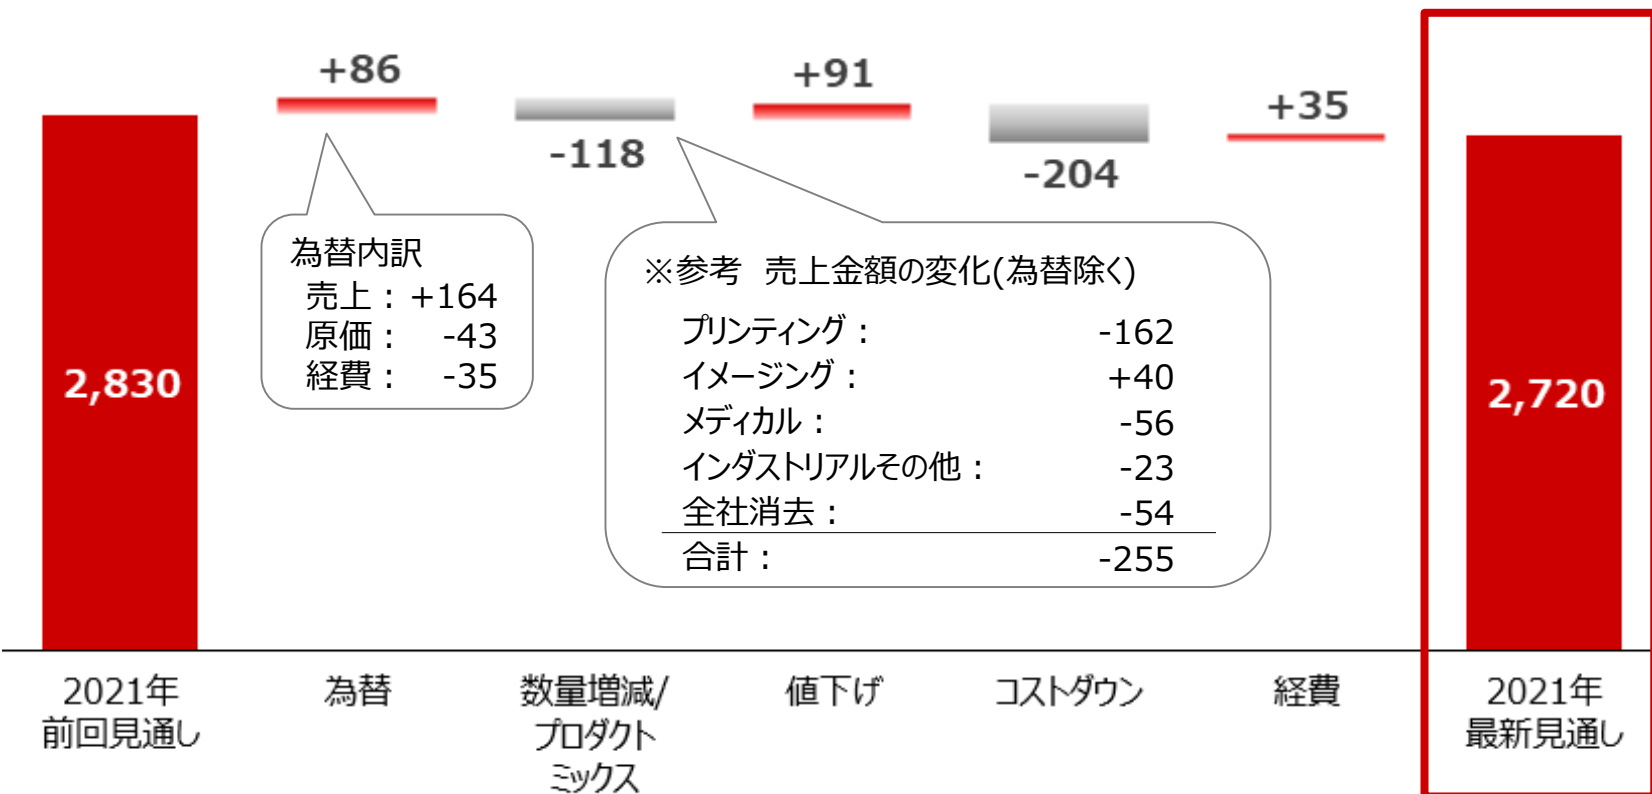 +86
-118
+91
-204
+35
為替内訳
売上：+164
原価： -43
経費： -35
※参考 売上金額の変化(為替除く)
プリンティング： -162
イメージング： +40
メディカル： -56
インダストリアルその他： -23
全社消去： -54
合計： -255
2,830
2,720
2021年
前回見通し
為替
数量増減/
プロダクト
ミックス
値下げ
コストダウン
経費
2021年
最新見通し